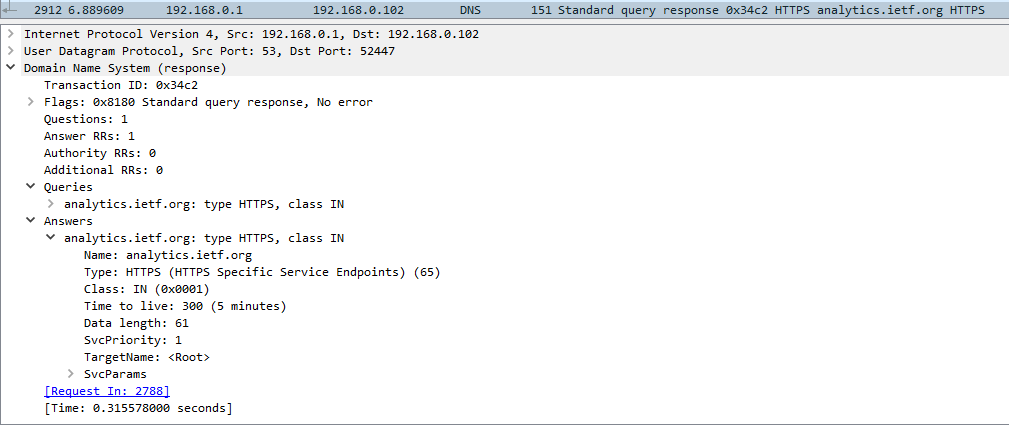 2912 6.889609 192.168.0.1 192.168.0.102 DNS 151 Standard query response 0x34c2 HTTPS analytics.ietf.org HTTPS
Internet Protocol Version 4, Src: 192.168.0.1, Dst: 192.168.0.102
User Datagram Protocol, Src Port: 53, Dst Port: 52447
Domain Name System (response)
Transaction ID: 0x34c2
Flags: 0x8180 Standard query response, No error
Questions: 1
Answer RRs: 1
Authority RRs: 0
Additional RRs: 0
Queries
analytics.ietf.org: type HTTPS, class IN
Answers
analytics.ietf.org: type HTTPS, class IN
Name: analytics.ietf.org
Type: HTTPS (HTTPS Specific Service Endpoints) (65)
Class: IN (0x0001)
Time to live: 300 (5 minutes)
Data length: 61
SvcPriority: 1
TargetName: <Root>
SvcParams
[Request In: 2788]
[Time: 0.315578000 seconds]